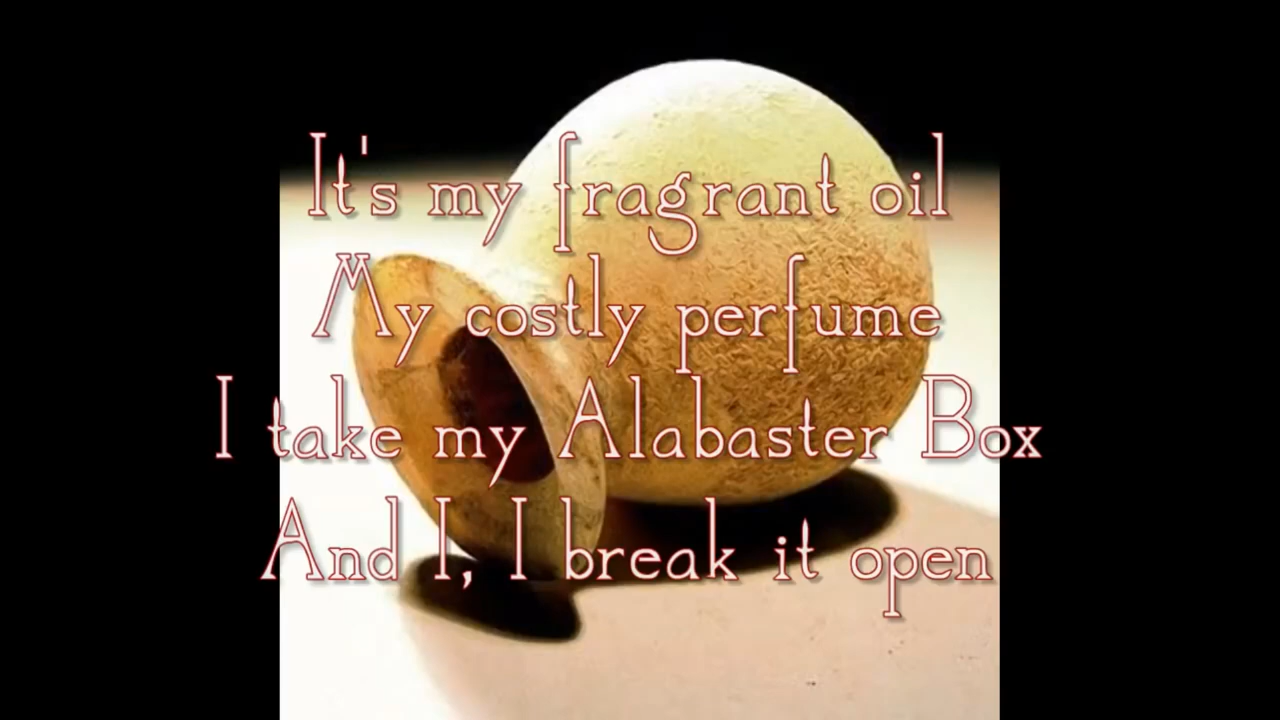 It's my fragrant oil
My costly perfume
I take my Alabaster Box
And I, I break it open